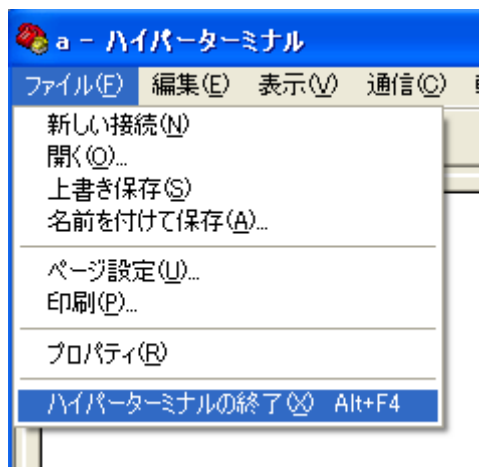 a - ハイパーターミナル
ファイル(F) 編集(E) 表示(V) 通信(C)
新しい接続(N)
開く(O)...
上書き保存(S)
名前を付けて保存(A)...
ページ設定(U)...
印刷(P)...
プロパティ(R)
ハイパーターミナルの終了(X) Alt+F4